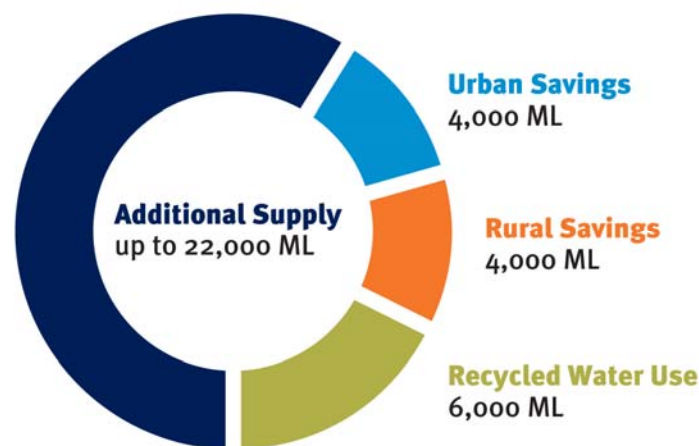 Urban Savings
4,000 ML
Additional Supply
up to 22,000 ML
Rural Savings
4,000 ML
Recycled Water Use
6,000 ML